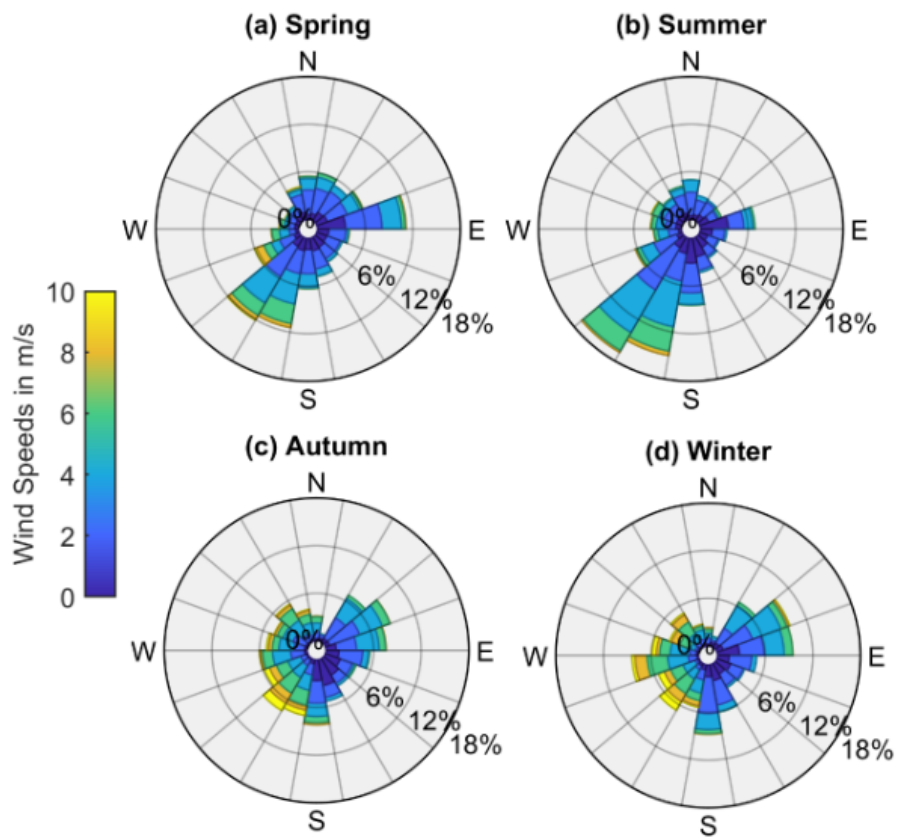 (a) Spring
(b) Summer
N
N
W
0%
E
W
0%
E
6%
12%
18%
6%
12%
18%
S
S
Wind Speeds in m/s
10
8
6
4
2
0
(c) Autumn
(d) Winter
N
N
W
0%
E
W
0%
E
6%
12%
18%
6%
12%
18%
S
S